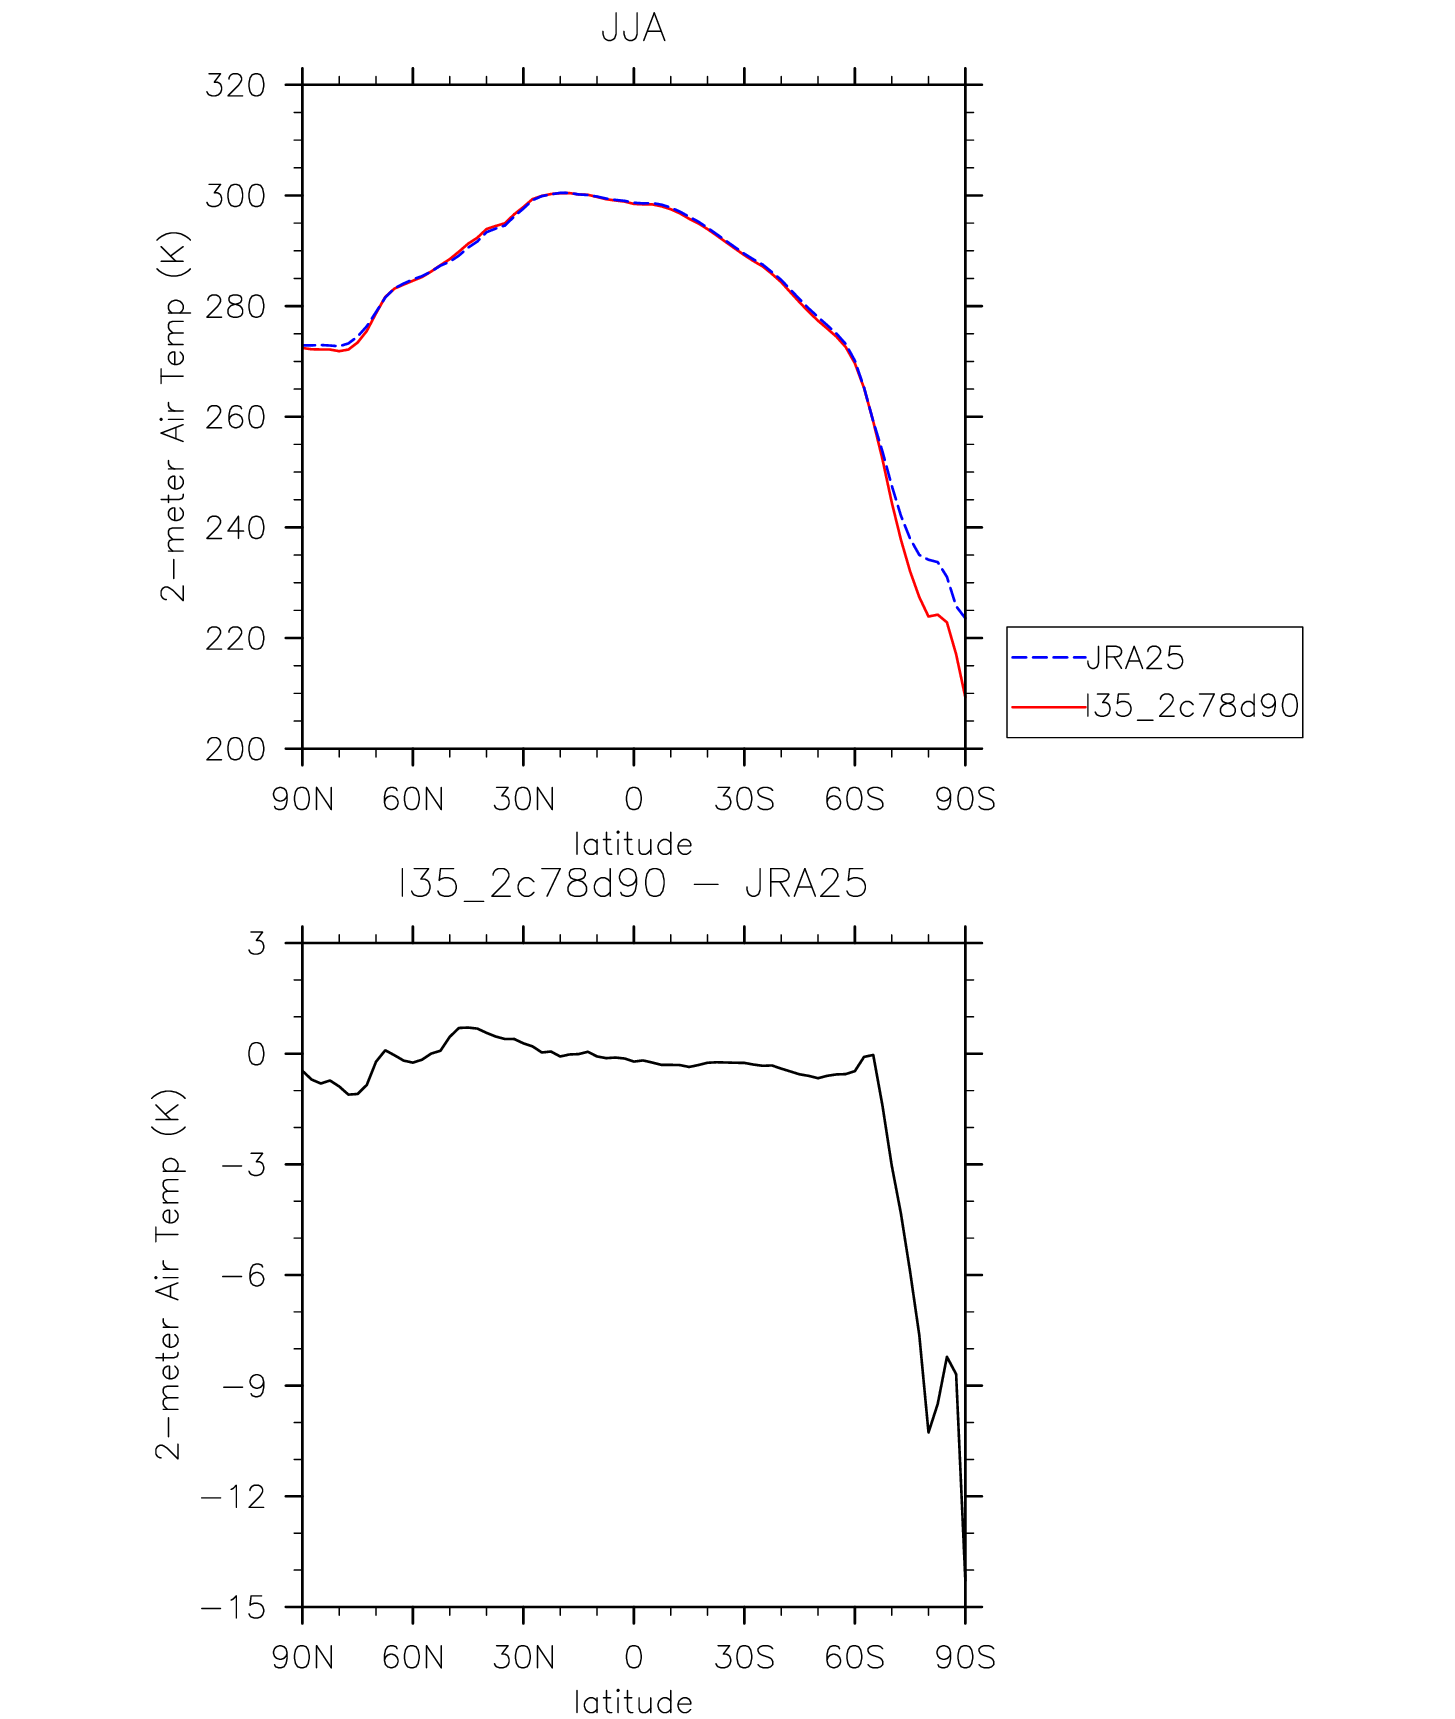 JJA
320
300
280
260
240
220
200
2-meter Air Temp (K)
90N 60N 30N 0 30S 60S 90S
latitude
JRA25
I35_2c78d90
I35_2c78d90 - JRA25
3
0
-3
-6
-9
-12
-15
2-meter Air Temp (K)
90N 60N 30N 0 30S 60S 90S
latitude